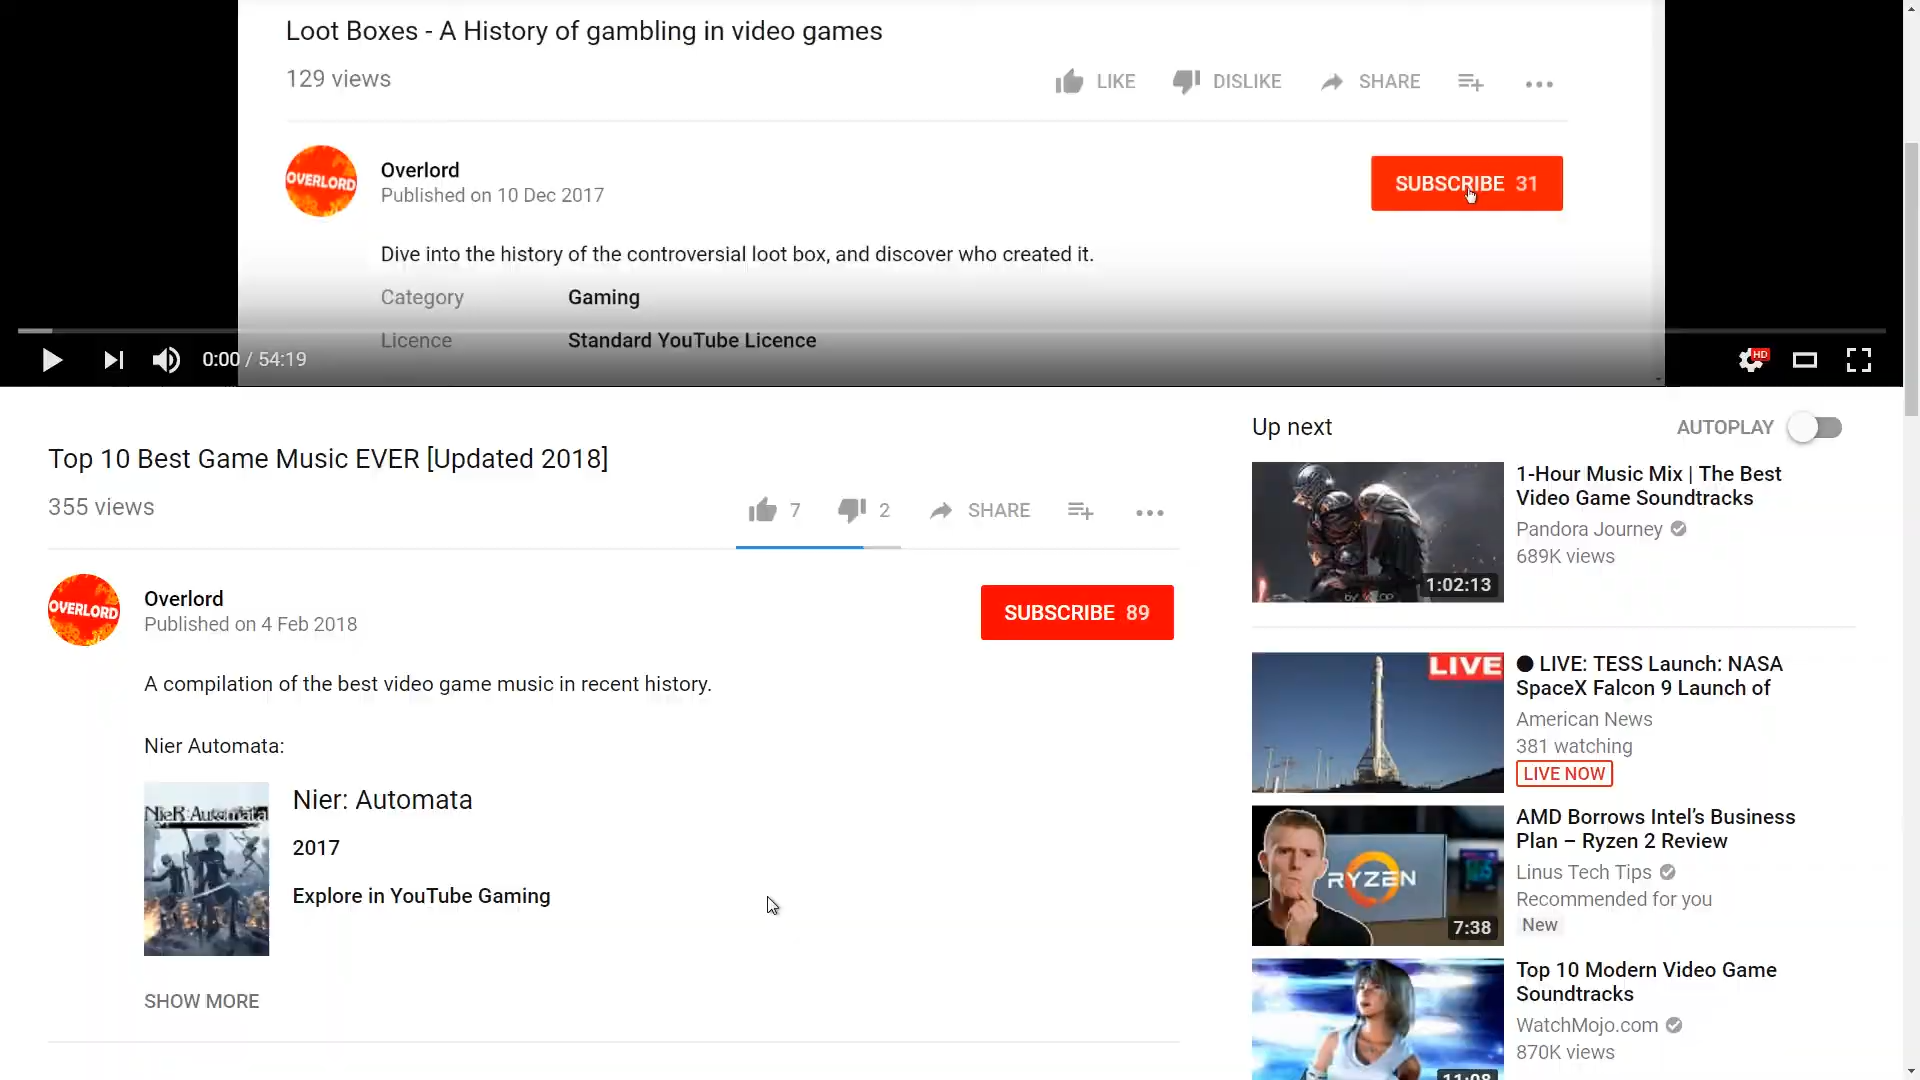 Loot Boxes - A History of gambling in video games
129 views
LIKE DISLIKE SHARE
OVERLORD
Overlord
Published on 10 Dec 2017
SUBSCRIBE 31
Dive into the history of the controversial loot box, and discover who created it.
Category Gaming
Licence Standard YouTube Licence
0:00 / 54:19
HD
Top 10 Best Game Music EVER [Updated 2018]
355 views
7 2 SHARE
OVERLORD
Overlord
Published on 4 Feb 2018
SUBSCRIBE 89
A compilation of the best video game music in recent history.
Nier Automata:
NieR:Automata
Nier: Automata
2017
Explore in YouTube Gaming
SHOW MORE
Up next
AUTOPLAY
1:02:13
1-Hour Music Mix | The Best
Video Game Soundtracks
Pandora Journey
689K views
LIVE
LIVE: TESS Launch: NASA
SpaceX Falcon 9 Launch of
American News
381 watching
LIVE NOW
RYZEN
7:38
AMD Borrows Intel’s Business
Plan – Ryzen 2 Review
Linus Tech Tips
Recommended for you
New
11:08
Top 10 Modern Video Game
Soundtracks
WatchMojo.com
870K views